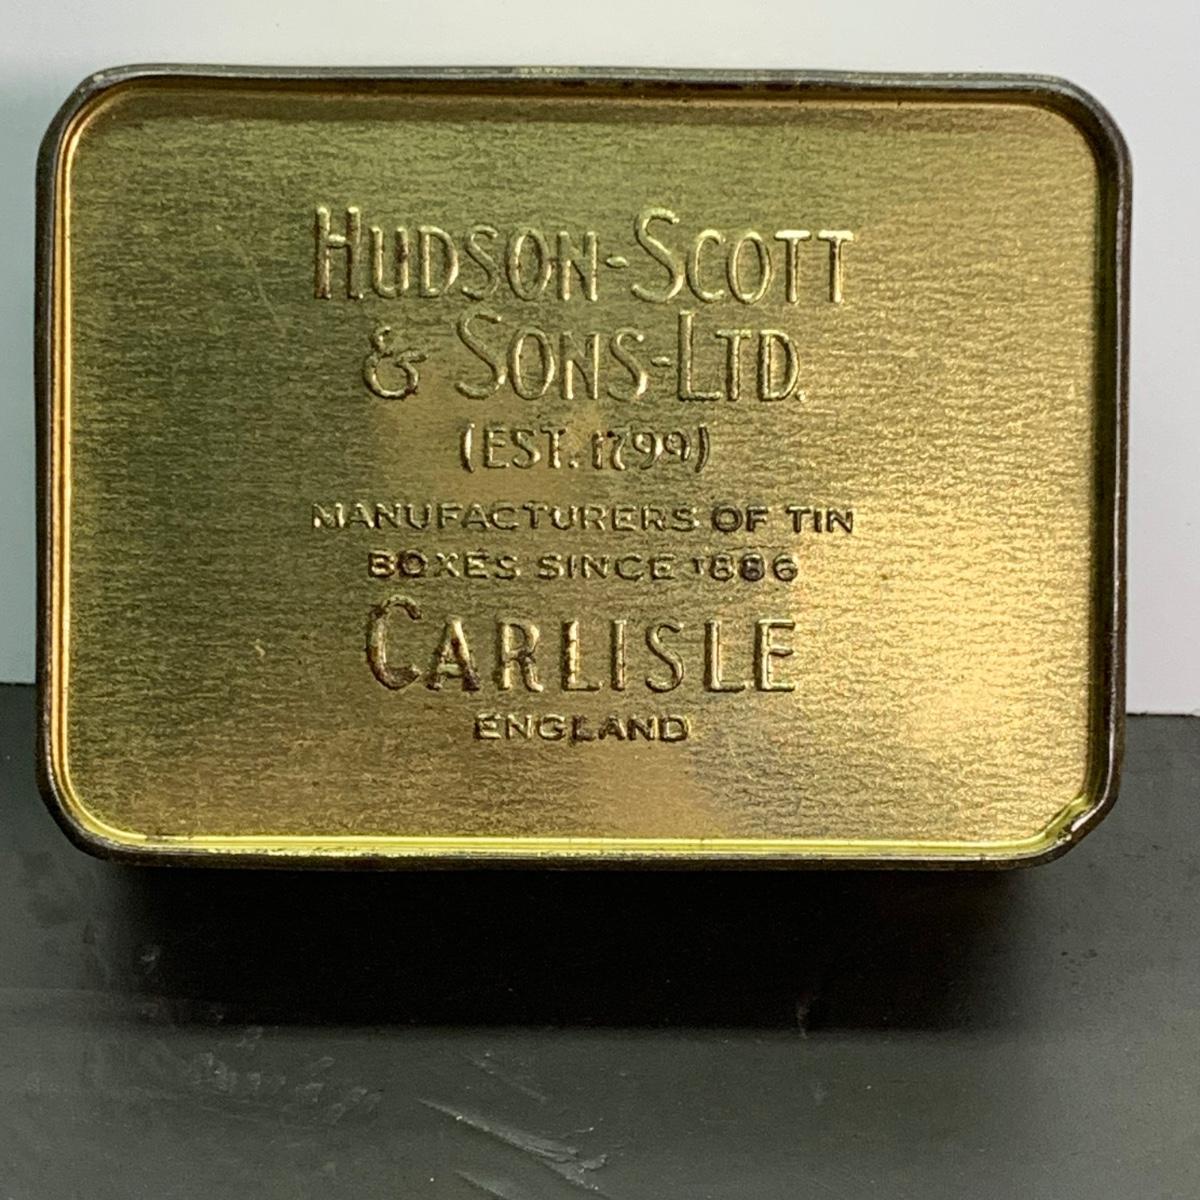 HUDSON-SCOTT
& SONS-LTD.
(EST. 1799)
MANUFACTURERS OF TIN
BOXES SINCE 1886
CARLISLE
ENGLAND